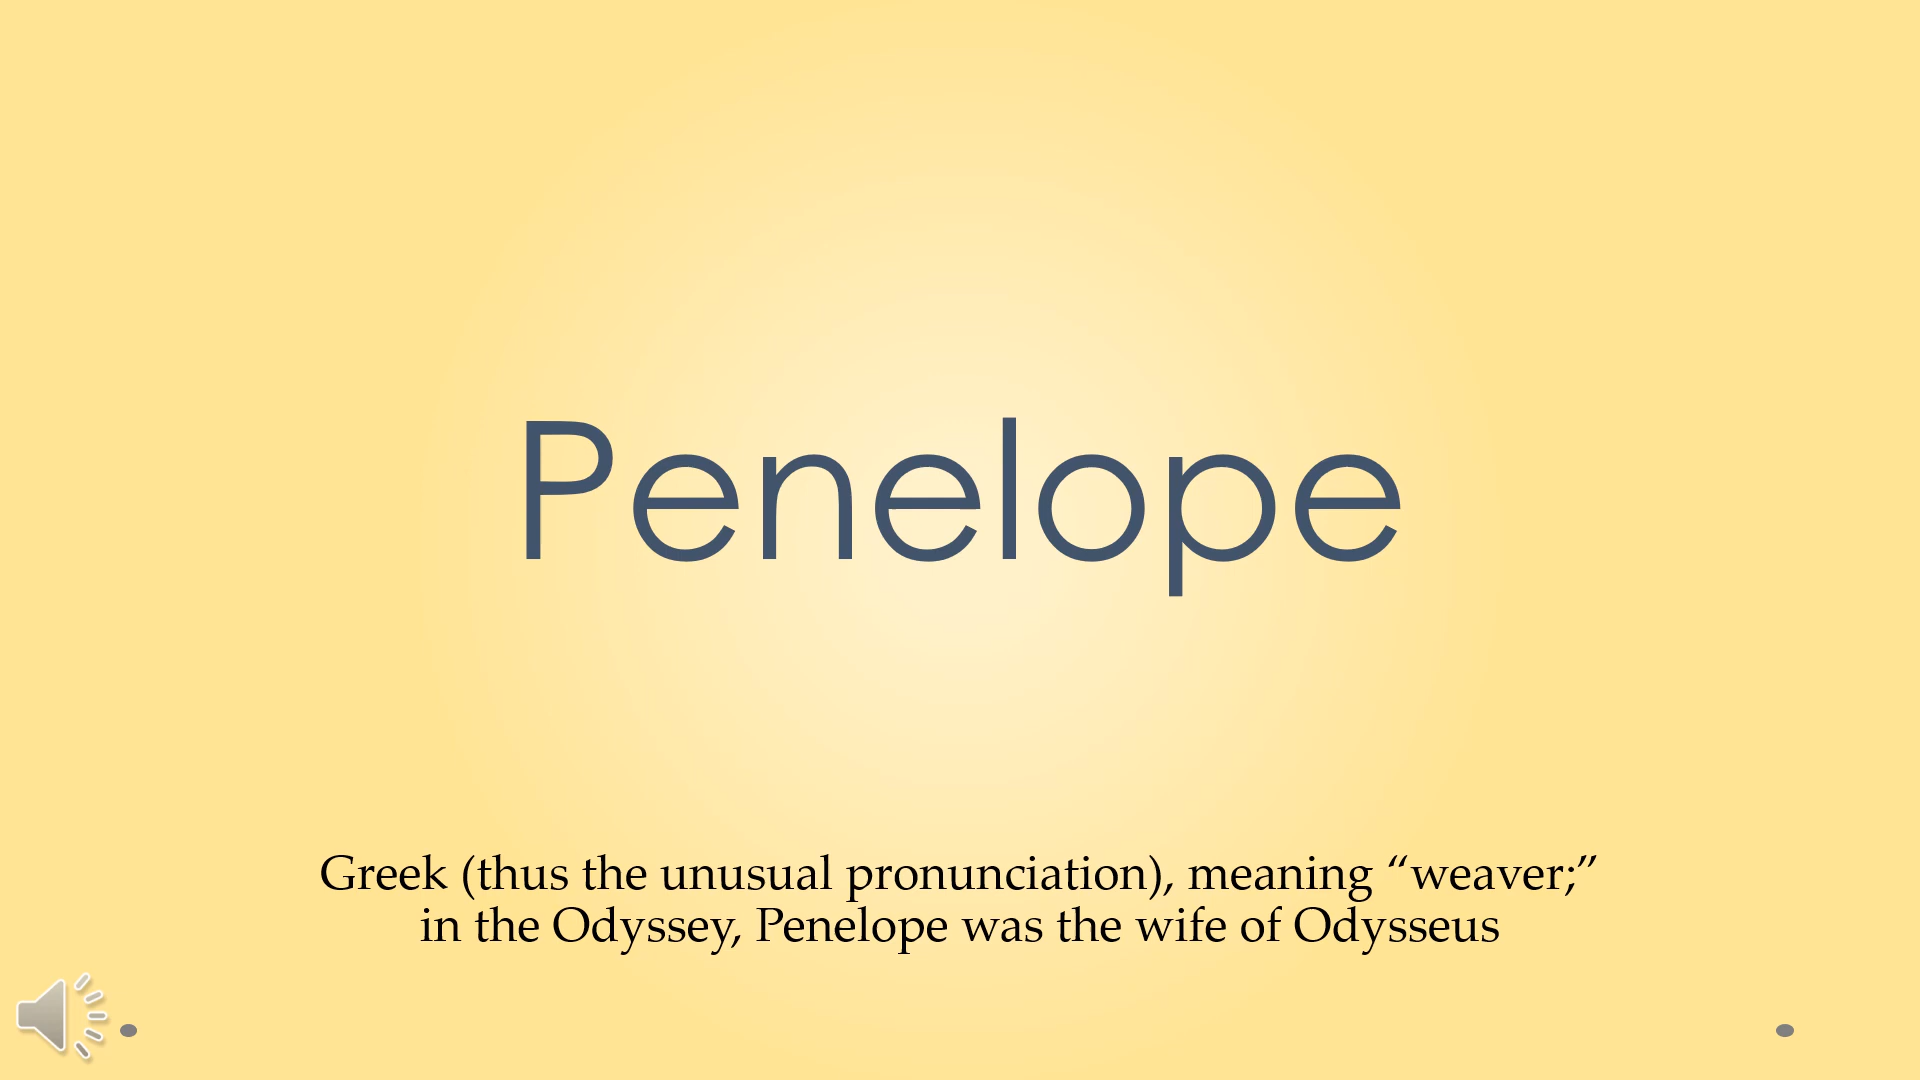 Penelope
Greek (thus the unusual pronunciation), meaning “weaver;”
in the Odyssey, Penelope was the wife of Odysseus